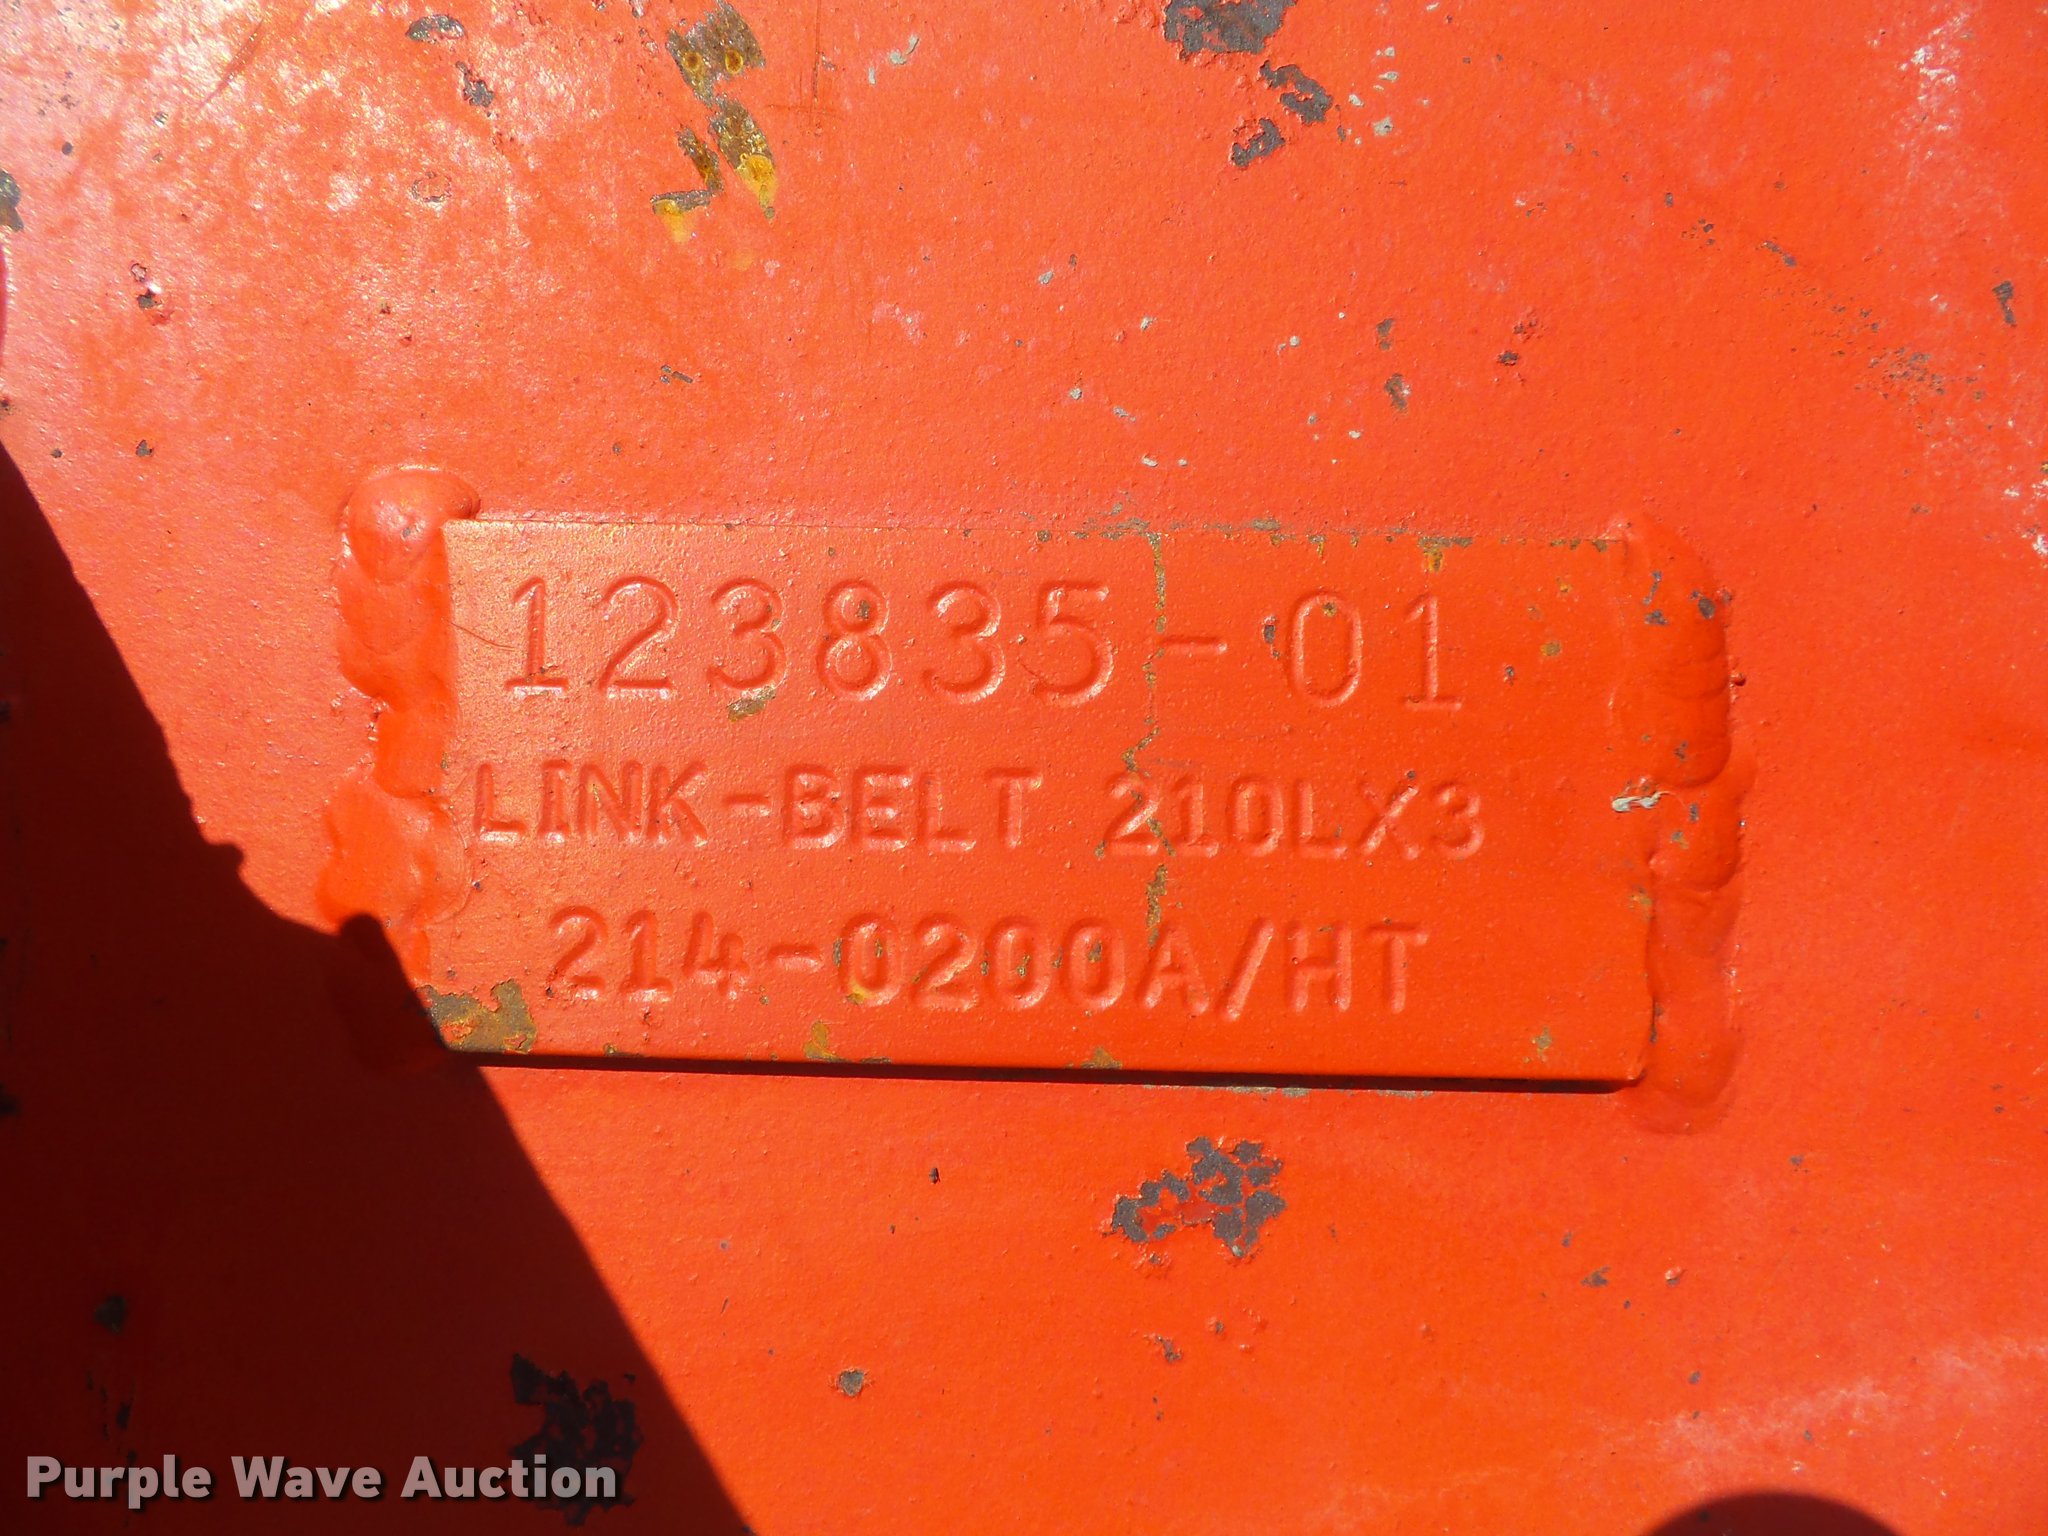 123835-01
LINK-BELT 210LX3
214-0200A/HT
Purple Wave Auction